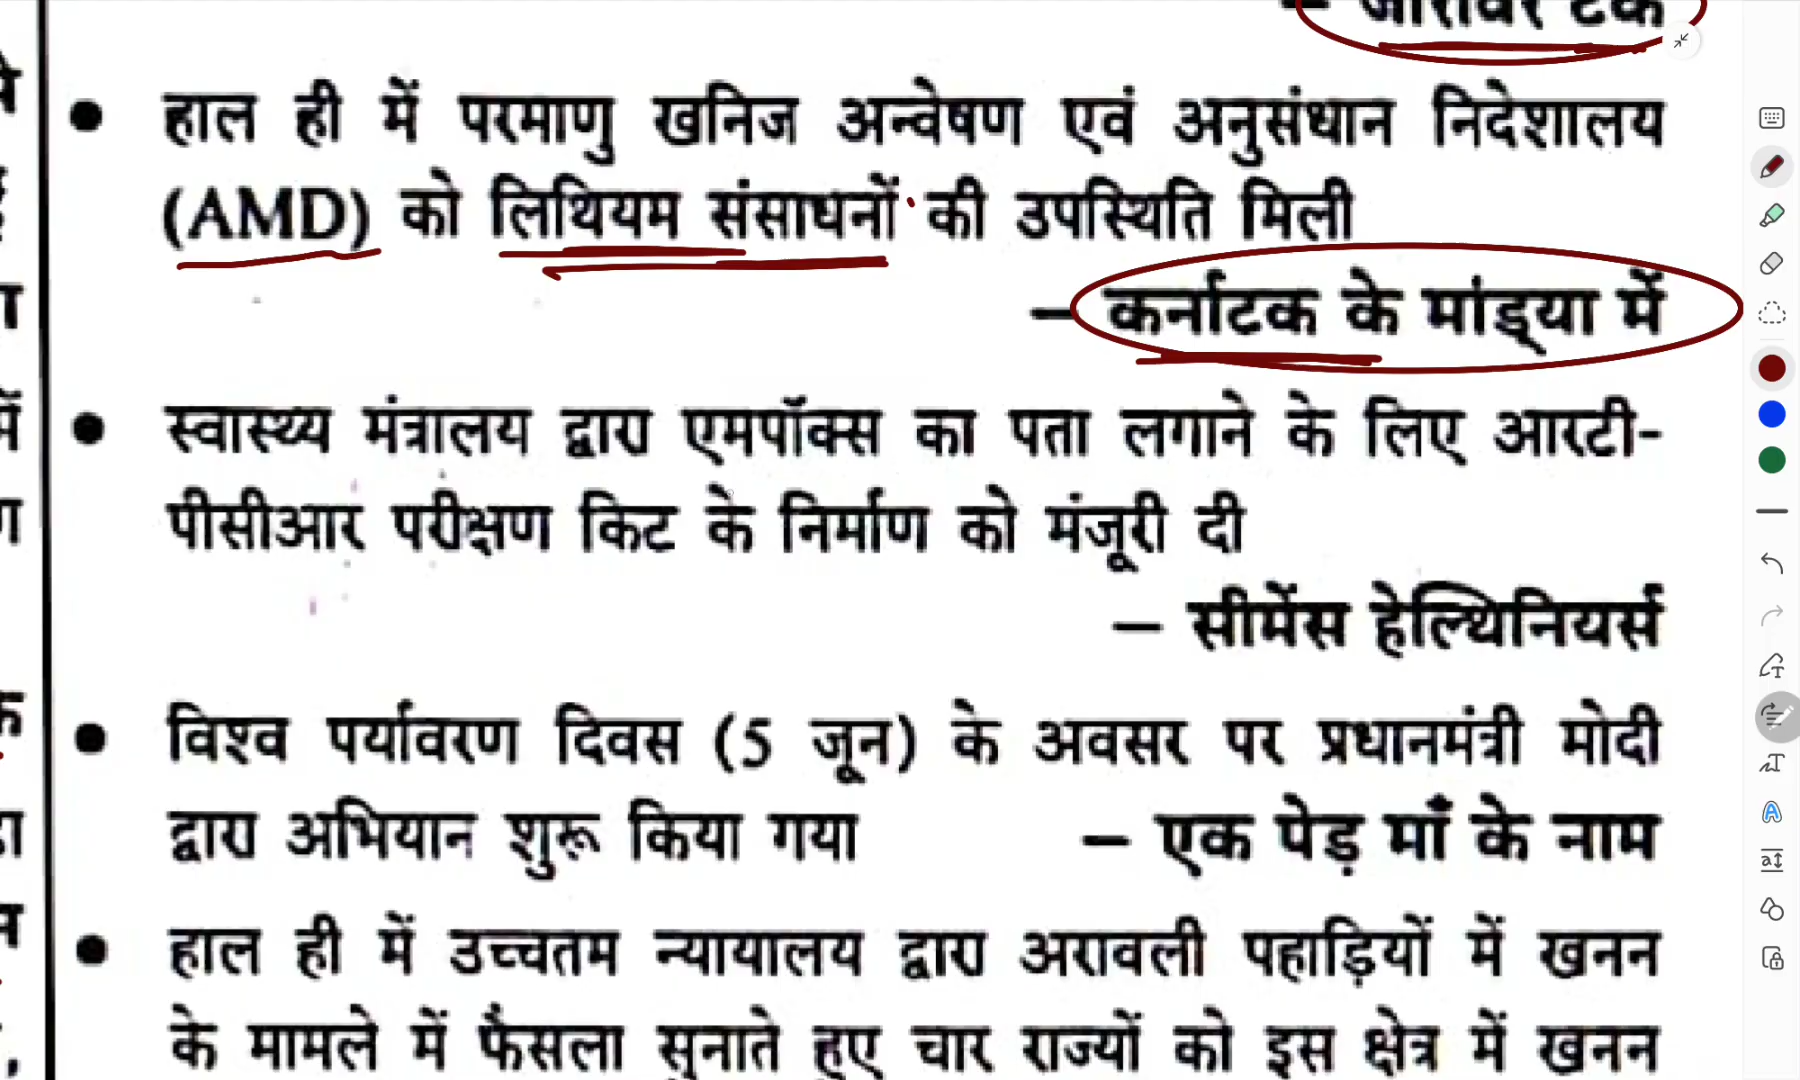 – जोरावर टैंक
• हाल ही में परमाणु खनिज अन्वेषण एवं अनुसंधान निदेशालय
(AMD) को लिथियम संसाधनों की उपस्थिति मिली
– कर्नाटक के मांड्या में
• स्वास्थ्य मंत्रालय द्वारा एमपॉक्स का पता लगाने के लिए आरटी-
पीसीआर परीक्षण किट के निर्माण को मंजूरी दी
– सीमेंस हेल्थिनियर्स
• विश्व पर्यावरण दिवस (5 जून) के अवसर पर प्रधानमंत्री मोदी
द्वारा अभियान शुरू किया गया – एक पेड़ माँ के नाम
• हाल ही में उच्चतम न्यायालय द्वारा अरावली पहाड़ियों में खनन
के मामले में फैसला सुनाते हुए चार राज्यों को इस क्षेत्र में खनन